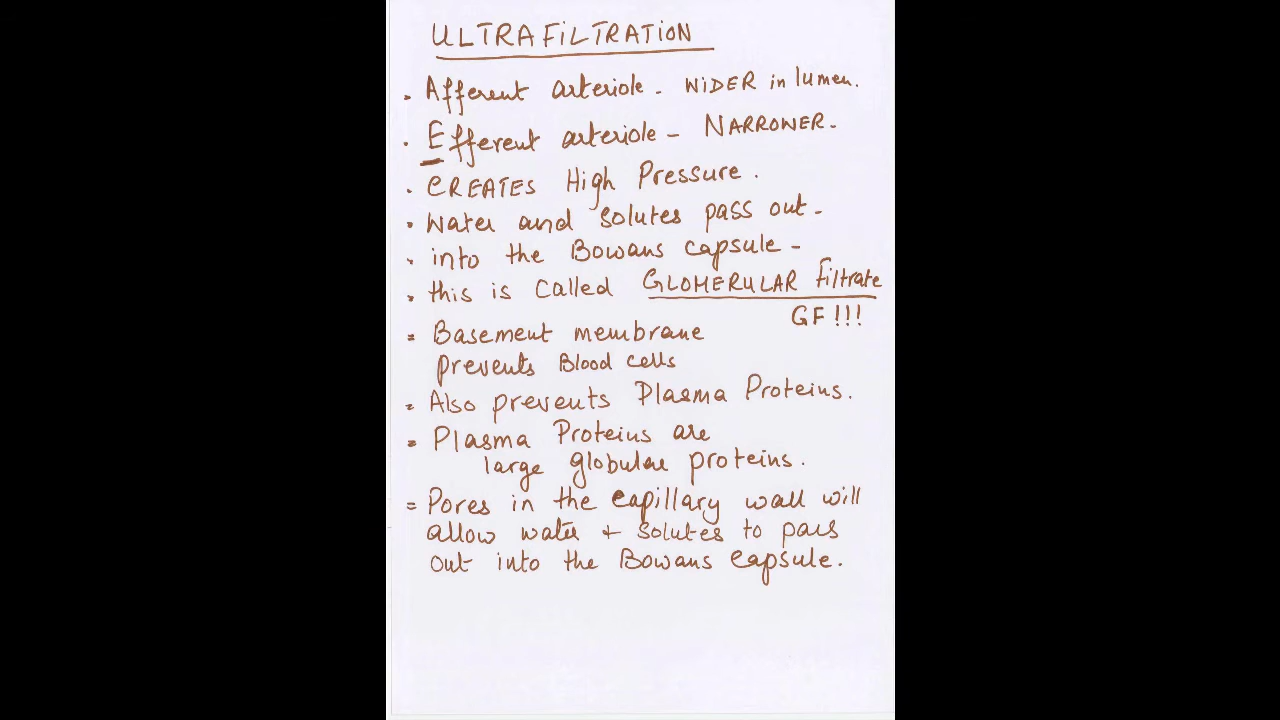 ULTRAFiLTRATiON
• Afferent arteriole - WiDER in lumen.
• Efferent arteriole - NARROWER.
• CREATES High Pressure.
• Water and solutes pass out -
• into the Bowans capsule -
• this is called GLOMERULAR filtrate
GF!!!
= Basement membrane
prevents Blood cells
= Also prevents Plasma Proteins.
= Plasma Proteins are
large globular proteins.
= Pores in the capillary wall will
allow water + solutes to pass
out into the Bowans capsule.